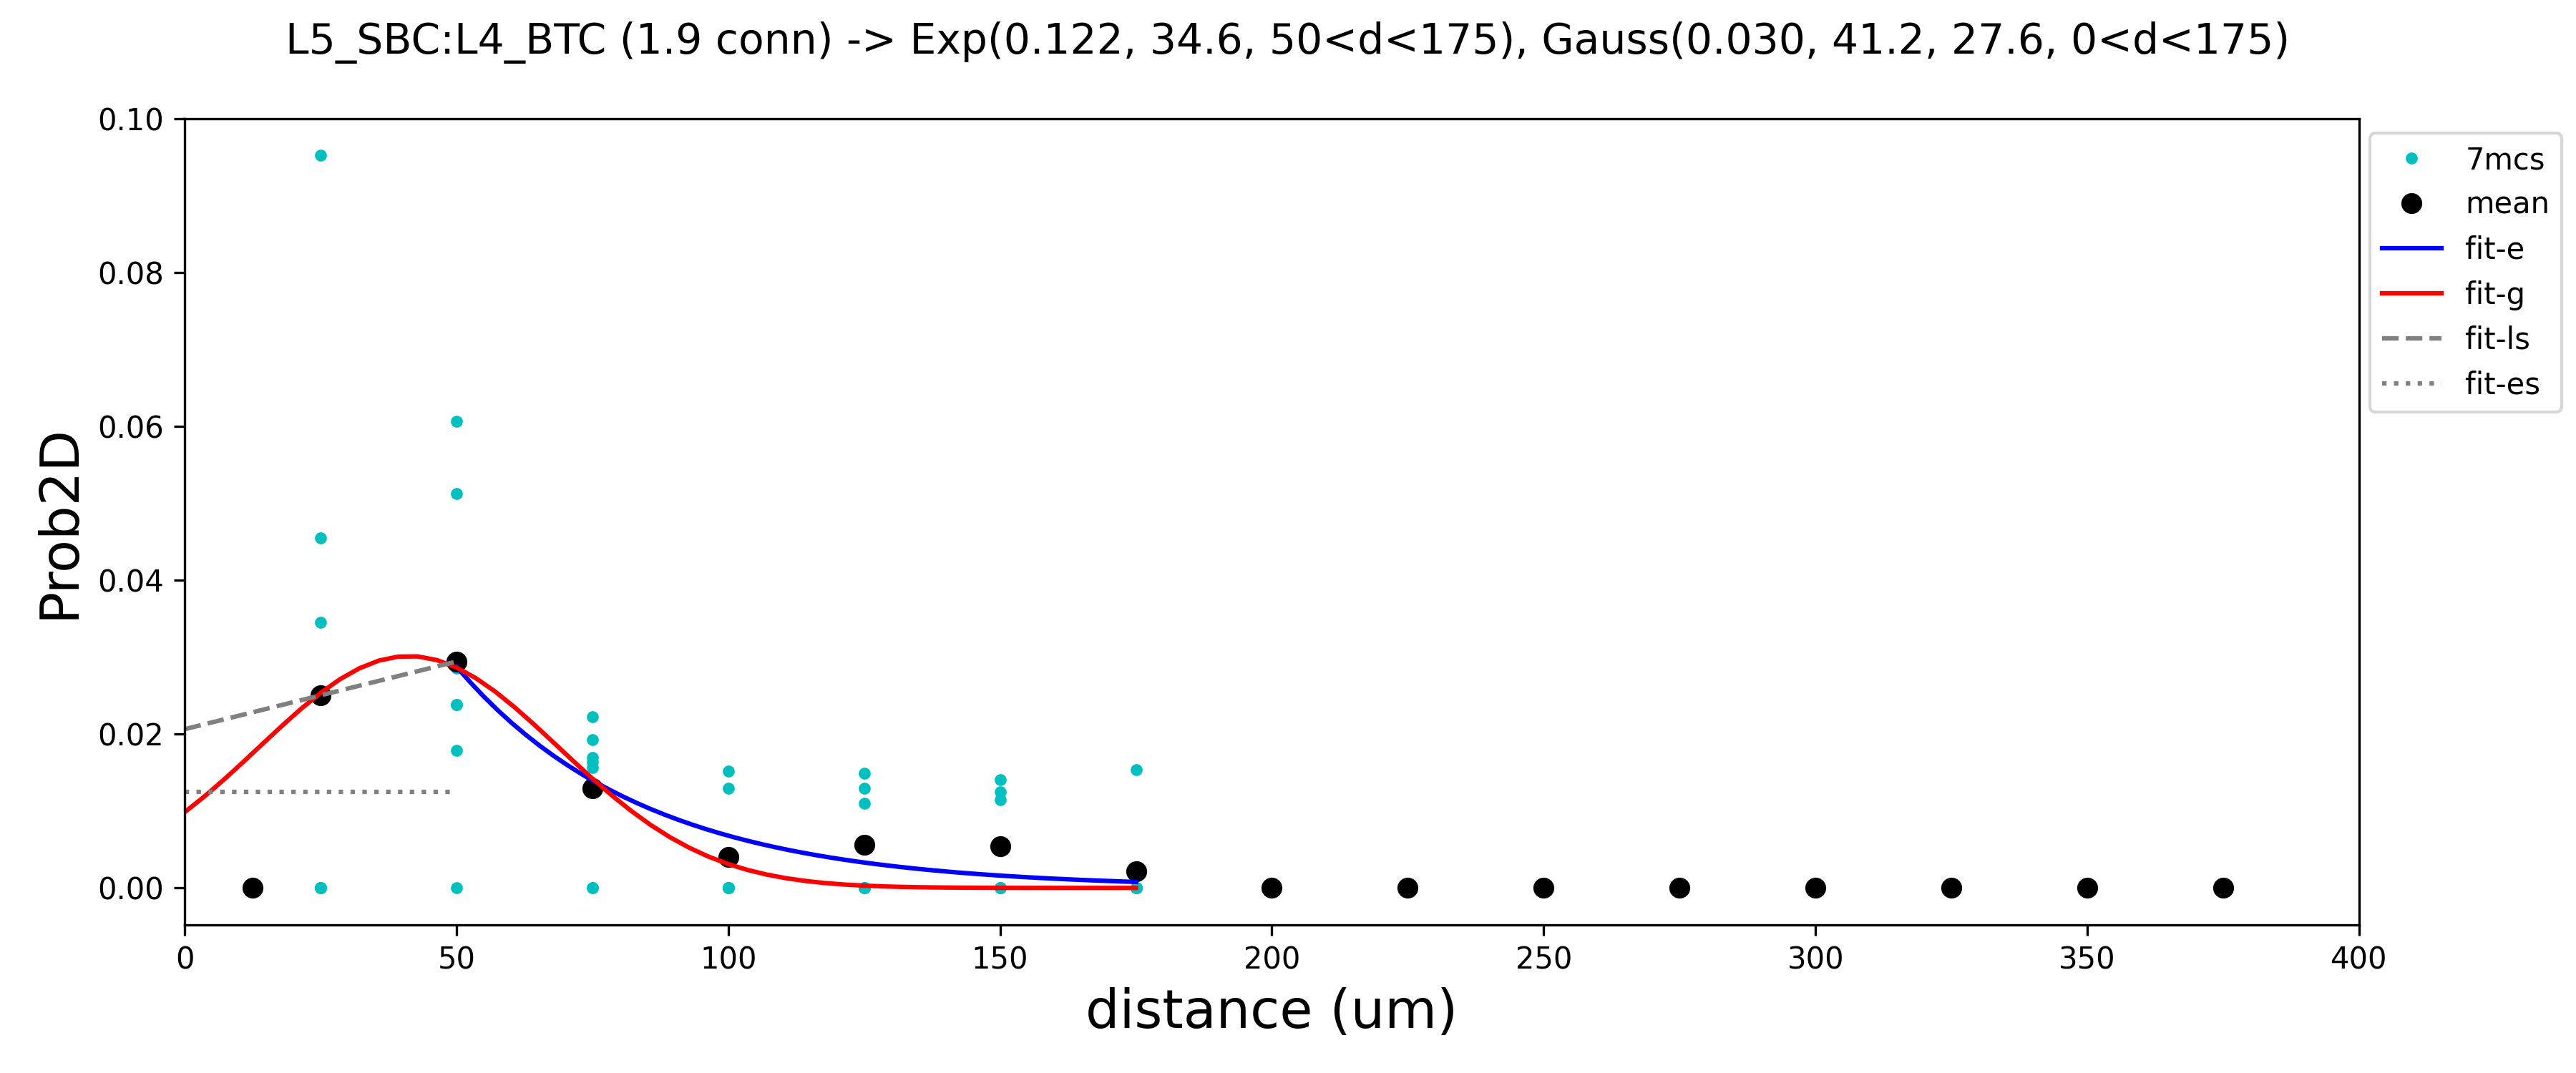 L5_SBC:L4_BTC (1.9 conn) -> Exp(0.122, 34.6, 50<d<175), Gauss(0.030, 41.2, 27.6, 0<d<175)
0.10
0.08
0.06
0.04
0.02
0.00
Prob2D
0 50 100 150 200 250 300 350 400
distance (um)
7mcs
mean
fit-e
fit-g
fit-ls
fit-es